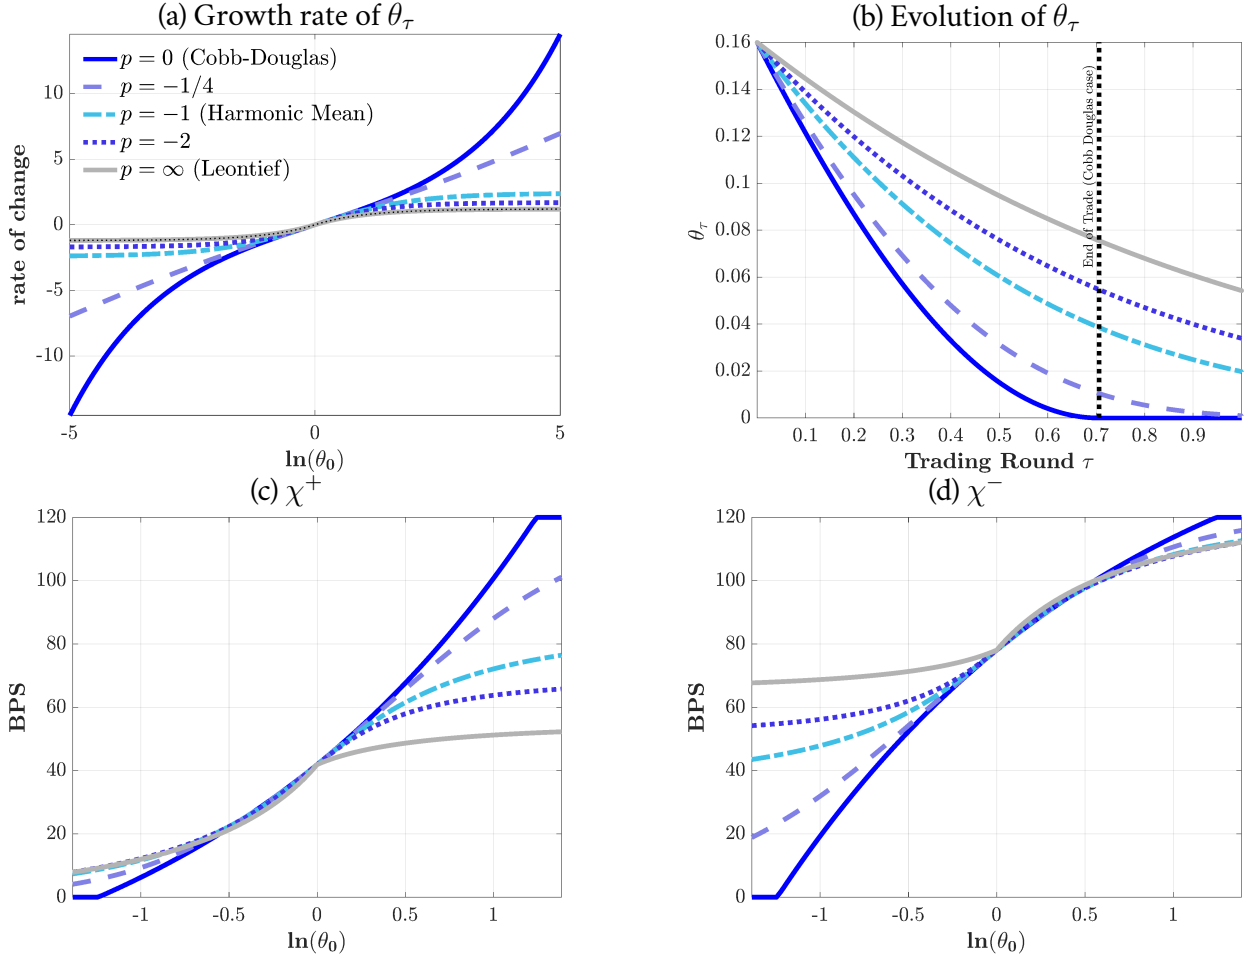 (a) Growth rate of θ_τ
p = 0 (Cobb-Douglas)
p = −1/4
p = −1 (Harmonic Mean)
p = −2
p = ∞ (Leontief)
10
5
0
-5
-10
rate of change
-5 0 5
ln(θ₀)
(b) Evolution of θ_τ
0.16
0.14
0.12
0.1
0.08
0.06
0.04
0.02
0
θ_τ
End of Trade (Cobb Douglas case)
0.1 0.2 0.3 0.4 0.5 0.6 0.7 0.8 0.9
Trading Round τ
(c) χ⁺
120
100
80
60
40
20
0
BPS
-1 -0.5 0 0.5 1
ln(θ₀)
(d) χ⁻
120
100
80
60
40
20
0
BPS
-1 -0.5 0 0.5 1
ln(θ₀)